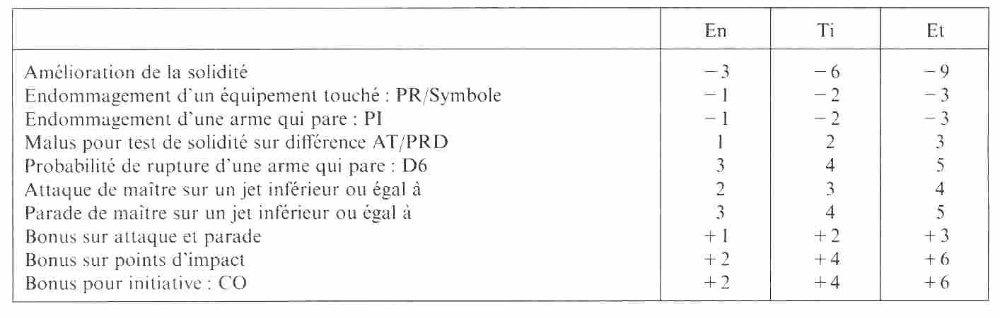 En Ti Et
Amélioration de la solidité −3 −6 −9
Endommagement d'un équipement touché : PR/Symbole −1 −2 −3
Endommagement d'une arme qui pare : PI −1 −2 −3
Malus pour test de solidité sur différence AT/PRD 1 2 3
Probabilité de rupture d'une arme qui pare : D6 3 4 5
Attaque de maître sur un jet inférieur ou égal à 2 3 4
Parade de maître sur un jet inférieur ou égal à 3 4 5
Bonus sur attaque et parade +1 +2 +3
Bonus sur points d'impact +2 +4 +6
Bonus pour initiative : CO +2 +4 +6